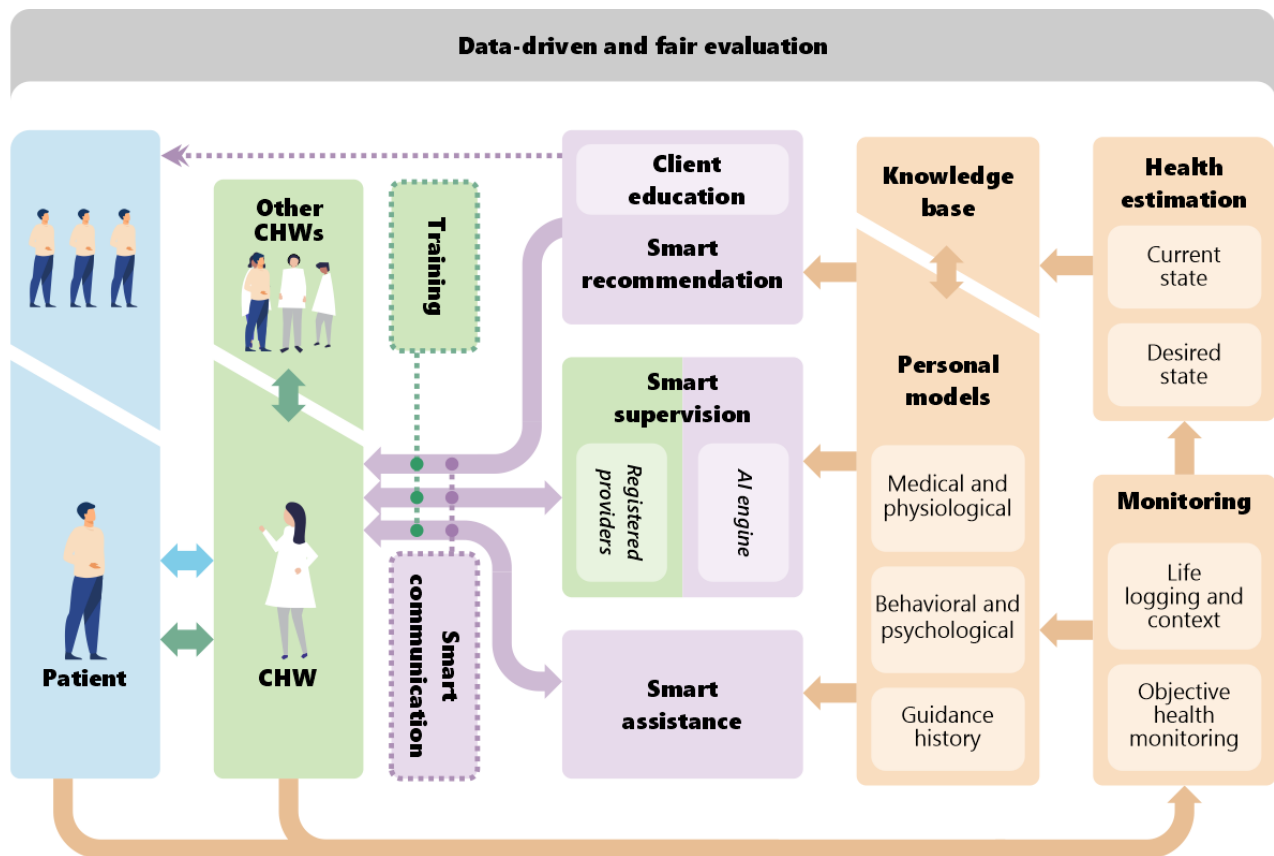 Data-driven and fair evaluation
Patient
Other
CHWs
CHW
Training
Smart
communication
Client
education
Smart
recommendation
Smart
supervision
Registered
providers
AI engine
Smart
assistance
Knowledge
base
Personal
models
Medical and
physiological
Behavioral and
psychological
Guidance
history
Health
estimation
Current
state
Desired
state
Monitoring
Life
logging and
context
Objective
health
monitoring